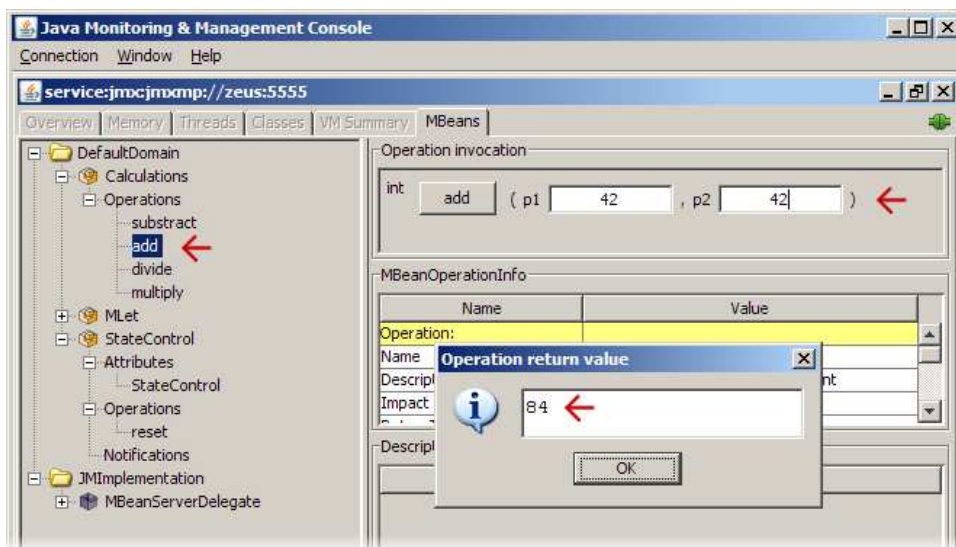 Java Monitoring & Management Console
Connection Window Help
service:jmx:jmxmp://zeus:5555
Overview Memory Threads Classes VM Summary MBeans
DefaultDomain
Calculations
Operations
substract
add
divide
multiply
MLet
StateControl
Attributes
StateControl
Operations
reset
Notifications
JMImplementation
MBeanServerDelegate
Operation invocation
int add ( p1 42 , p2 42 )
MBeanOperationInfo
Name Value
Operation:
Name
Descript
Impact
Descript
Operation return value
84
OK